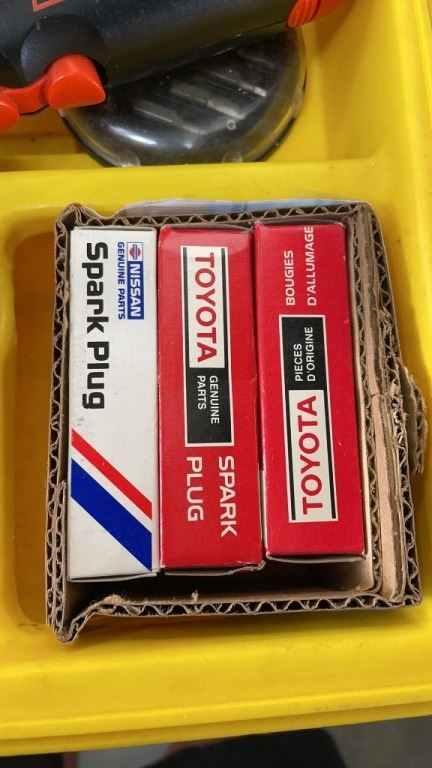 NISSAN
GENUINE PARTS
Spark Plug
TOYOTA
GENUINE
PARTS
SPARK
PLUG
BOUGIES
D'ALLUMAGE
PIECES
D'ORIGINE
TOYOTA